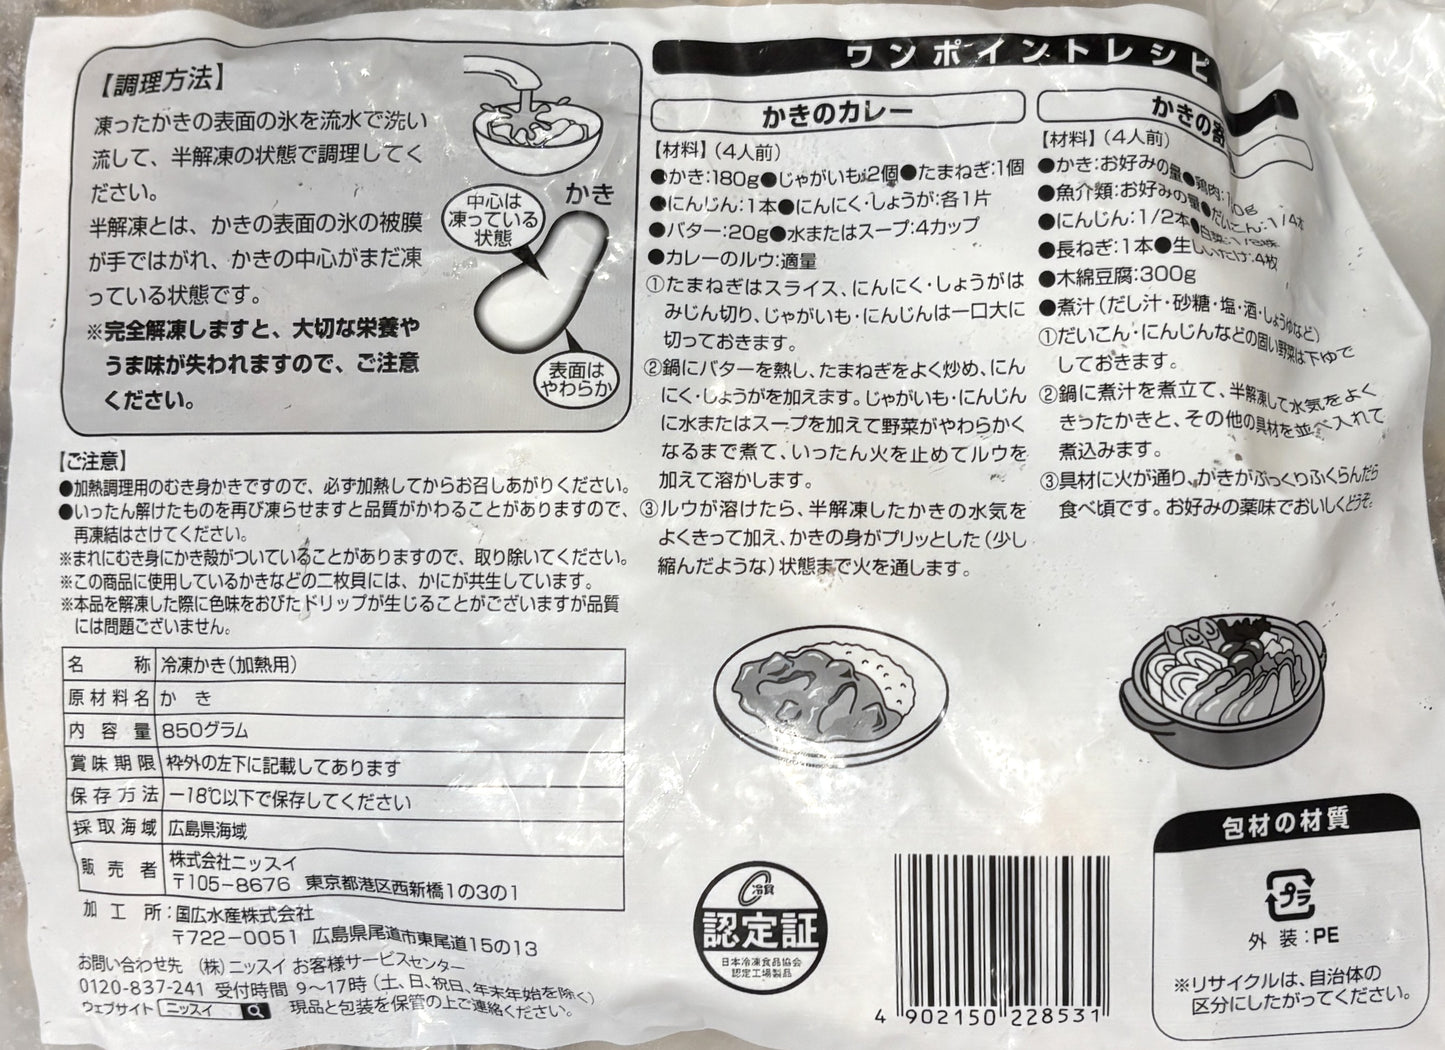 【調理方法】
凍ったかきの表面の氷を流水で洗い
流して、半解凍の状態で調理してく
ださい。
半解凍とは、かきの表面の氷の被膜
が手ではがれ、かきの中心がまだ凍
っている状態です。
※完全解凍しますと、大切な栄養や
うま味が失われますので、ご注意
ください。
かき
中心は
凍っている
状態
表面は
やわらか
【ご注意】
●加熱調理用のむき身かきですので、必ず加熱してからお召しあがりください。
●いったん解けたものを再び凍らせますと品質がかわることがありますので、
再凍結はさけてください。
※まれにむき身にかき殻がついていることがありますので、取り除いてください。
※この商品に使用しているかきなどの二枚貝には、かにが共生しています。
※本品を解凍した際に色味をおびたドリップが生じることがございますが品質
には問題ございません。
名称 冷凍かき(加熱用)
原材料名 かき
内容量 850グラム
賞味期限 枠外の左下に記載してあります
保存方法 −18℃以下で保存してください
採取海域 広島県海域
販売者 株式会社ニッスイ
〒105−8676 東京都港区西新橋1の3の1
加工所:国広水産株式会社
〒722−0051 広島県尾道市東尾道15の13
お問い合わせ先 (株)ニッスイ お客様サービスセンター
0120-837-241 受付時間 9〜17時(土、日、祝日、年末年始を除く)
ウェブサイト ニッスイ 現品と包装を保管の上ご連絡ください。
ワンポイントレシピ
かきのカレー
【材料】(4人前)
●かき:180g●じゃがいも:2個●たまねぎ:1個
●にんじん:1本●にんにく・しょうが:各1片
●バター:20g●水またはスープ:4カップ
●カレーのルウ:適量
①たまねぎはスライス、にんにく・しょうがは
みじん切り、じゃがいも・にんじんは一口大に
切っておきます。
②鍋にバターを熱し、たまねぎをよく炒め、にん
にく・しょうがを加えます。じゃがいも・にんじん
に水またはスープを加えて野菜がやわらかく
なるまで煮て、いったん火を止めてルウを
加えて溶かします。
③ルウが溶けたら、半解凍したかきの水気を
よくきって加え、かきの身がプリッとした(少し
縮んだような)状態まで火を通します。
かきの寄
【材料】(4人前)
●かき:お好みの量●鶏肉:
●魚介類:お好みの量●だいこん:1/4本
●にんじん:1/2本●白菜:
●長ねぎ:1本●生しいたけ:4枚
●木綿豆腐:300g
●煮汁(だし汁・砂糖・塩・酒・しょうゆなど)
①だいこん・にんじんなどの固い野菜は下ゆで
しておきます。
②鍋に煮汁を煮立て、半解凍して水気をよく
きったかきと、その他の具材を並べ入れて
煮込みます。
③具材に火が通り、かきがぷっくりふくらんだら
食べ頃です。お好みの薬味でおいしくどうぞ。
冷食
認定証
日本冷凍食品協会
認定工場製品
4 902150 228531
包材の材質
プラ
外装:PE
※リサイクルは、自治体の
区分にしたがってください。